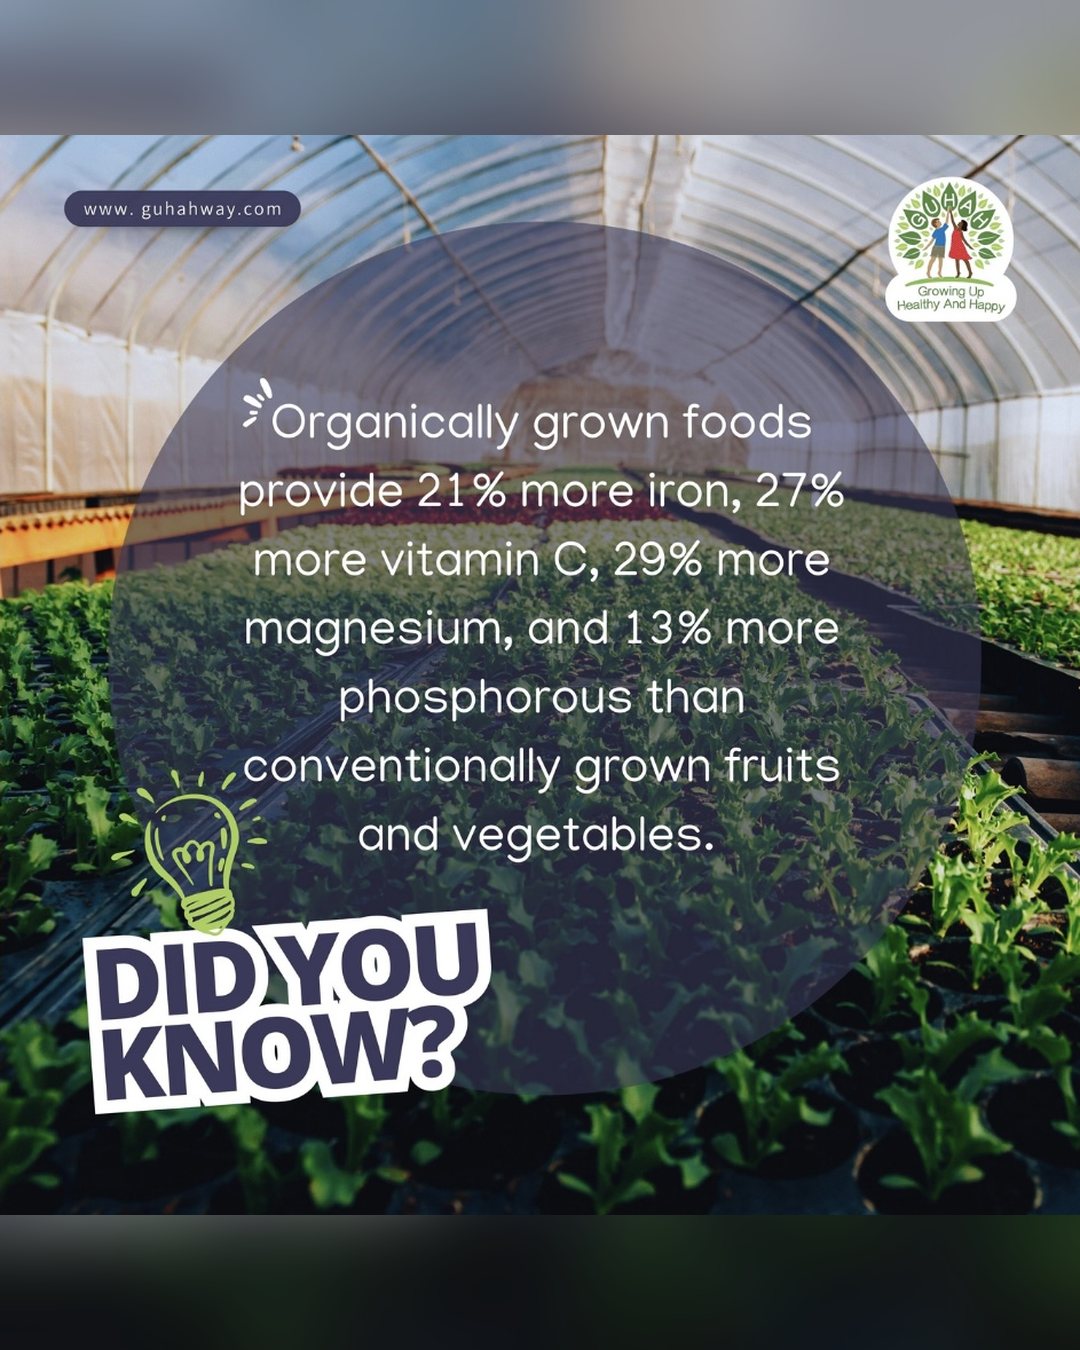 www. guhahway.com
GUHAH
Growing Up
Healthy And Happy
Organically grown foods
provide 21% more iron, 27%
more vitamin C, 29% more
magnesium, and 13% more
phosphorous than
conventionally grown fruits
and vegetables.
DID YOU
KNOW?